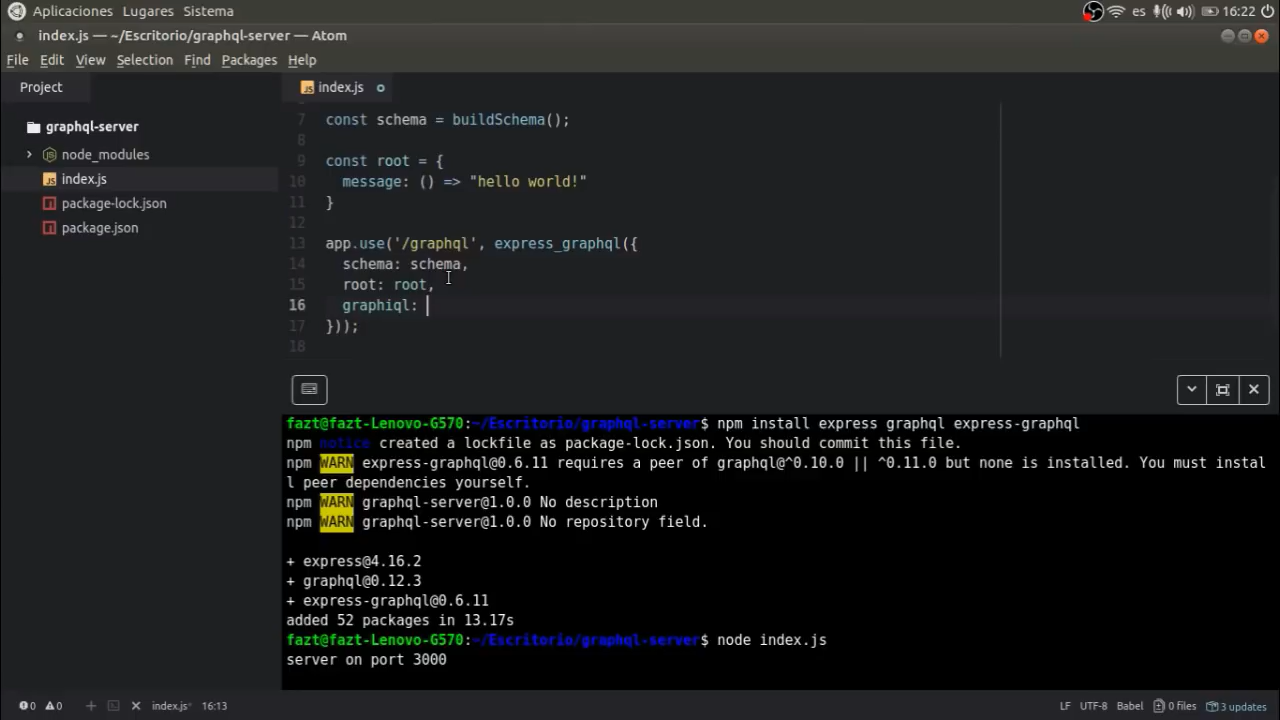 Aplicaciones Lugares Sistema es 16:22
index.js — ~/Escritorio/graphql-server — Atom
File Edit View Selection Find Packages Help
Project index.js
graphql-server
node_modules
index.js
package-lock.json
package.json
7 const schema = buildSchema();
8
9 const root = {
10 message: () => "hello world!"
11 }
12
13 app.use('/graphql', express_graphql({
14 schema: schema,
15 root: root,
16 graphiql:
17 }));
18
fazt@fazt-Lenovo-G570:~/Escritorio/graphql-server$ npm install express graphql express-graphql
npm notice created a lockfile as package-lock.json. You should commit this file.
npm WARN express-graphql@0.6.11 requires a peer of graphql@^0.10.0 || ^0.11.0 but none is installed. You must instal
l peer dependencies yourself.
npm WARN graphql-server@1.0.0 No description
npm WARN graphql-server@1.0.0 No repository field.
+ express@4.16.2
+ graphql@0.12.3
+ express-graphql@0.6.11
added 52 packages in 13.17s
fazt@fazt-Lenovo-G570:~/Escritorio/graphql-server$ node index.js
server on port 3000
0 0 index.js* 16:13 LF UTF-8 Babel 0 files 3 updates